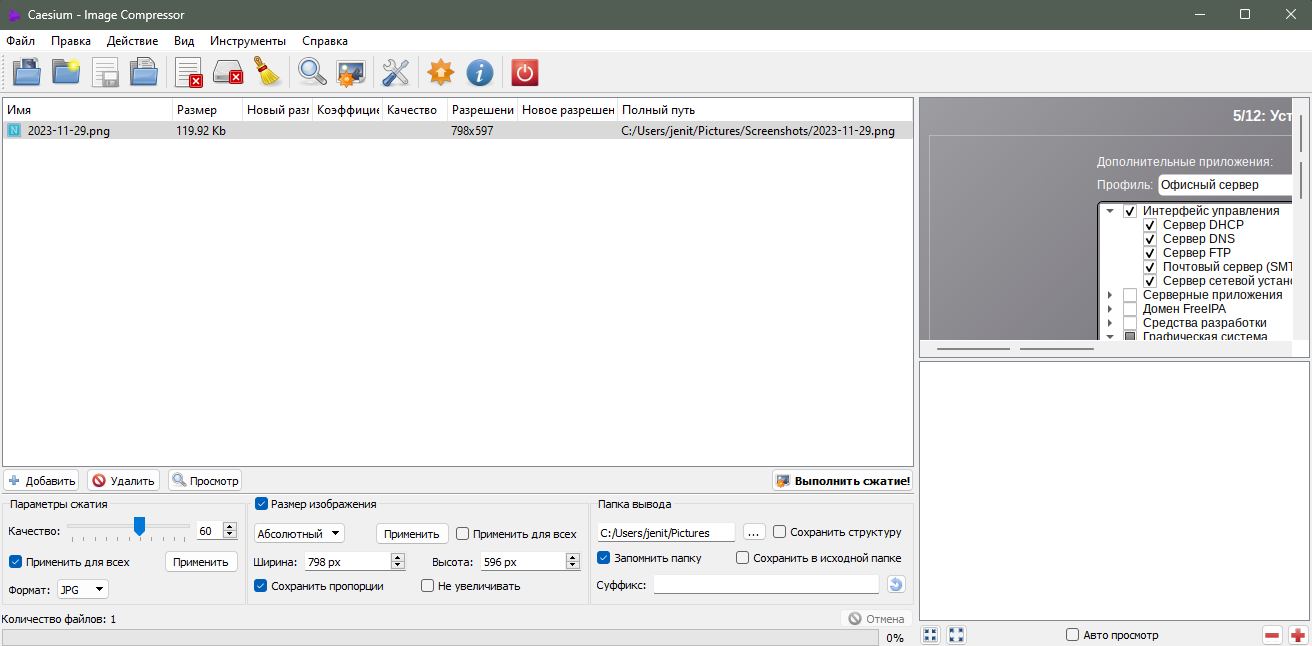 Caesium - Image Compressor
Файл Правка Действие Вид Инструменты Справка
Имя Размер Новый раз Коэффицие Качество Разрешени Новое разрешен Полный путь
2023-11-29.png 119.92 Kb 798x597 C:/Users/jenit/Pictures/Screenshots/2023-11-29.png
5/12: Уст
Дополнительные приложения:
Профиль: Офисный сервер
Интерфейс управления
Сервер DHCP
Сервер DNS
Сервер FTP
Почтовый сервер (SMT
Сервер сетевой устан
Серверные приложения
Домен FreeIPA
Средства разработки
Графическая система
Добавить Удалить Просмотр Выполнить сжатие!
Параметры сжатия Размер изображения Папка вывода
Качество: 60 Абсолютный Применить Применить для всех C:/Users/jenit/Pictures ... Сохранить структуру
Применить для всех Применить Ширина: 798 px Высота: 596 px Запомнить папку Сохранить в исходной папке
Формат: JPG Сохранить пропорции Не увеличивать Суффикс:
Количество файлов: 1 Отмена
0% Авто просмотр